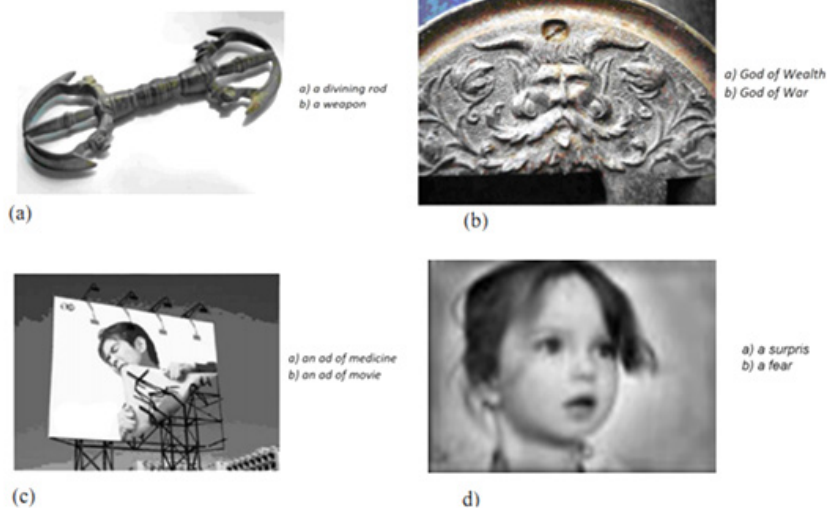 a) a divining rod
b) a weapon
(a)
a) God of Wealth
b) God of War
(b)
a) an ad of medicine
b) an ad of movie
(c)
a) a surpris
b) a fear
d)